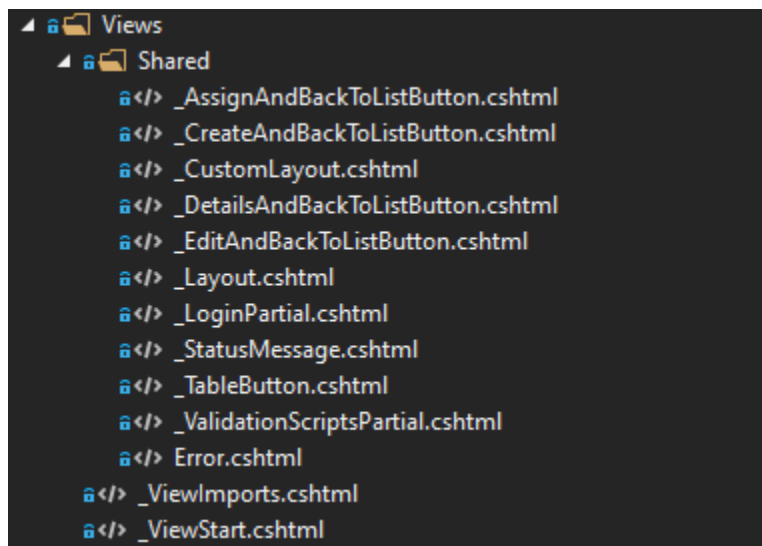 Views
Shared
_AssignAndBackToListButton.cshtml
_CreateAndBackToListButton.cshtml
_CustomLayout.cshtml
_DetailsAndBackToListButton.cshtml
_EditAndBackToListButton.cshtml
_Layout.cshtml
_LoginPartial.cshtml
_StatusMessage.cshtml
_TableButton.cshtml
_ValidationScriptsPartial.cshtml
Error.cshtml
_ViewImports.cshtml
_ViewStart.cshtml